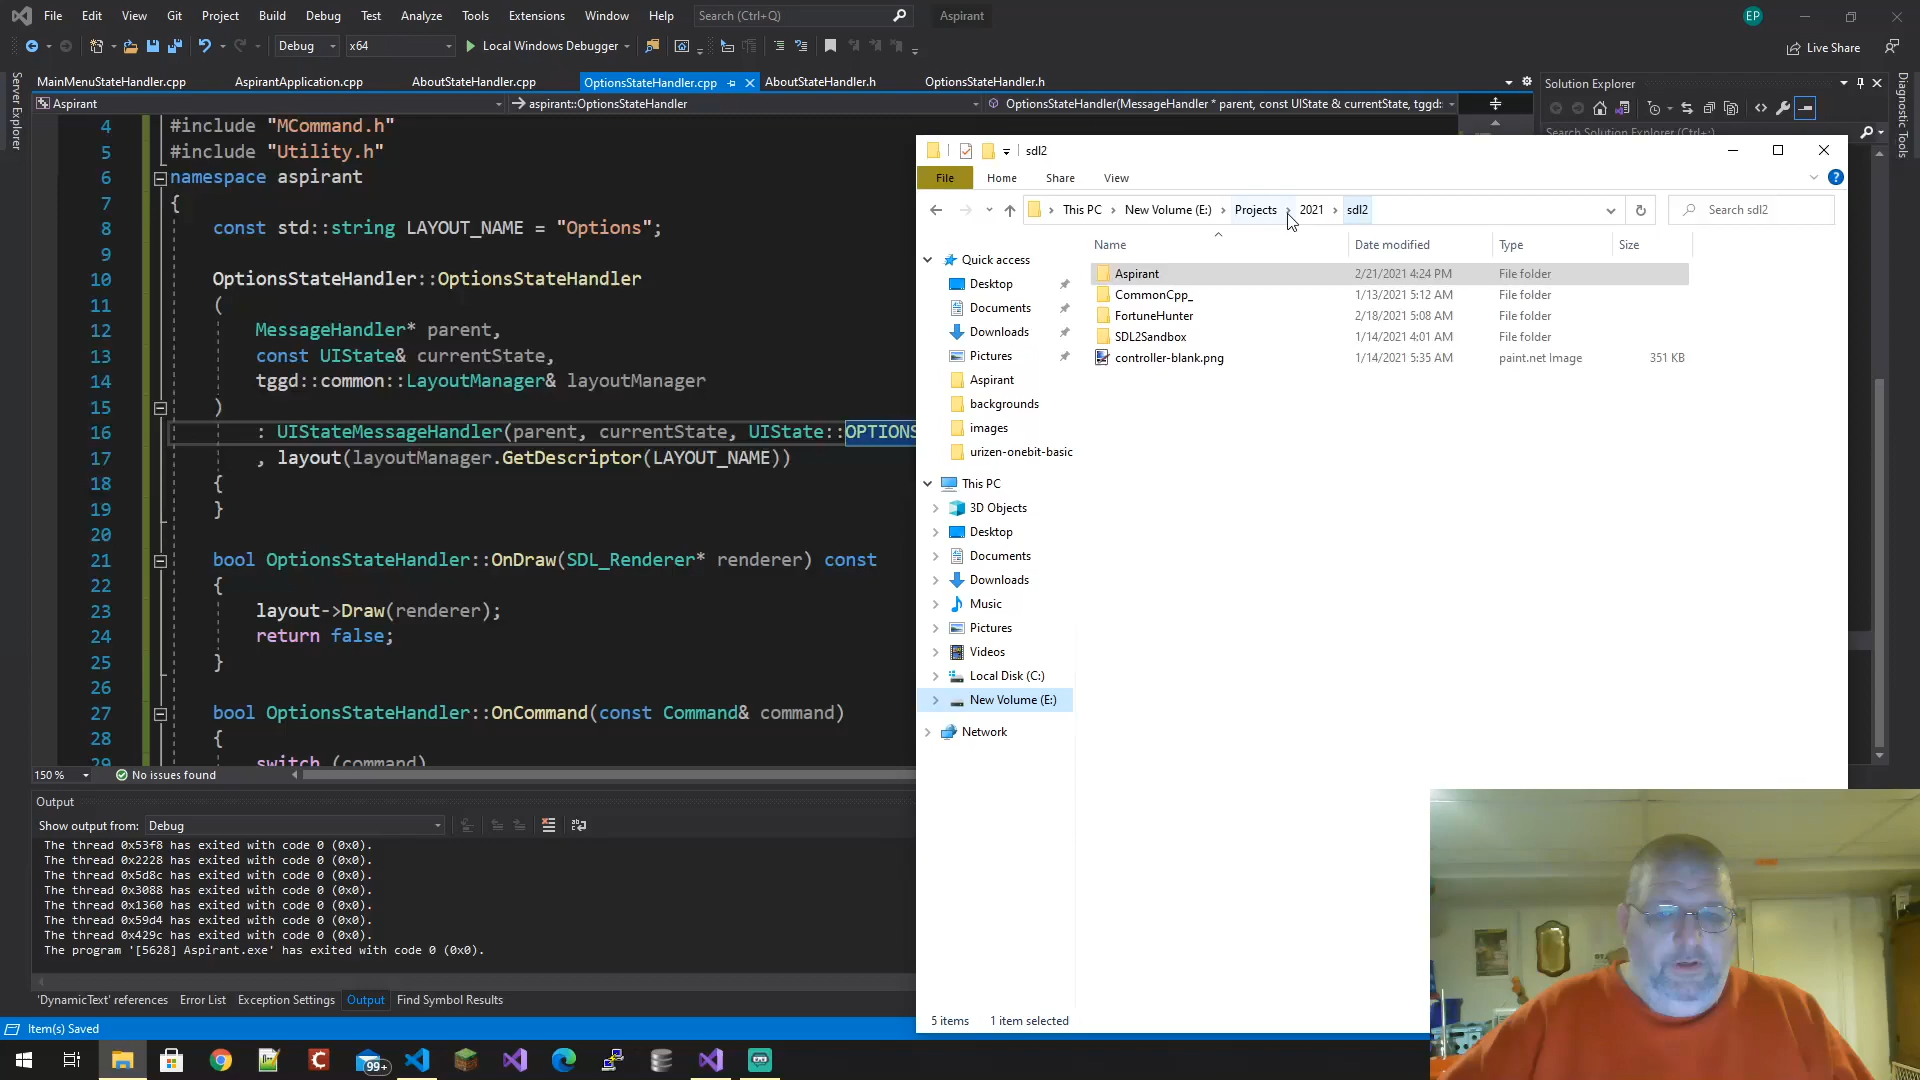 File Edit View Git Project Build Debug Test Analyze Tools Extensions Window Help Search (Ctrl+Q) Aspirant EP
Debug x64 Local Windows Debugger Live Share
MainMenuStateHandler.cpp AspirantApplication.cpp AboutStateHandler.cpp OptionsStateHandler.cpp AboutStateHandler.h OptionsStateHandler.h
Solution Explorer
Server Explorer
Diagnostic Tools
Aspirant aspirant::OptionsStateHandler OptionsStateHandler(MessageHandler * parent, const UIState & currentState, tggd:
Search Solution Explorer (Ctrl+;)
4 #include "MCommand.h"
5 #include "Utility.h"
6 namespace aspirant
7 {
8 const std::string LAYOUT_NAME = "Options";
9
10 OptionsStateHandler::OptionsStateHandler
11 (
12 MessageHandler* parent,
13 const UIState& currentState,
14 tggd::common::LayoutManager& layoutManager
15 )
16 : UIStateMessageHandler(parent, currentState, UIState::OPTIONS
17 , layout(layoutManager.GetDescriptor(LAYOUT_NAME))
18 {
19 }
20
21 bool OptionsStateHandler::OnDraw(SDL_Renderer* renderer) const
22 {
23 layout->Draw(renderer);
24 return false;
25 }
26
27 bool OptionsStateHandler::OnCommand(const Command& command)
28 {
29 switch (command)
150 % No issues found
Output
Show output from: Debug
The thread 0x53f8 has exited with code 0 (0x0).
The thread 0x2228 has exited with code 0 (0x0).
The thread 0x5d8c has exited with code 0 (0x0).
The thread 0x3088 has exited with code 0 (0x0).
The thread 0x1360 has exited with code 0 (0x0).
The thread 0x59d4 has exited with code 0 (0x0).
The thread 0x429c has exited with code 0 (0x0).
The program '[5628] Aspirant.exe' has exited with code 0 (0x0).
'DynamicText' references Error List Exception Settings Output Find Symbol Results
Item(s) Saved
sdl2
File Home Share View
This PC New Volume (E:) Projects 2021 sdl2 Search sdl2
Name Date modified Type Size
Aspirant 2/21/2021 4:24 PM File folder
CommonCpp_ 1/13/2021 5:12 AM File folder
FortuneHunter 2/18/2021 5:08 AM File folder
SDL2Sandbox 1/14/2021 4:01 AM File folder
controller-blank.png 1/14/2021 5:35 AM paint.net Image 351 KB
Quick access
Desktop
Documents
Downloads
Pictures
Aspirant
backgrounds
images
urizen-onebit-basic
This PC
3D Objects
Desktop
Documents
Downloads
Music
Pictures
Videos
Local Disk (C:)
New Volume (E:)
Network
5 items 1 item selected
99+